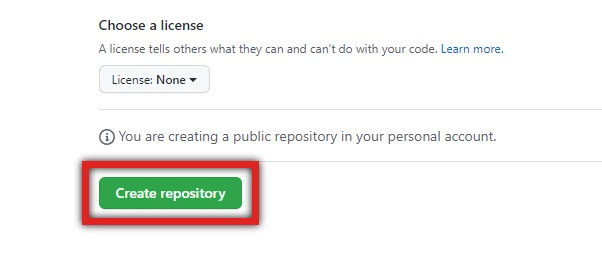 Choose a license
A license tells others what they can and can't do with your code. Learn more.
License: None
You are creating a public repository in your personal account.
Create repository